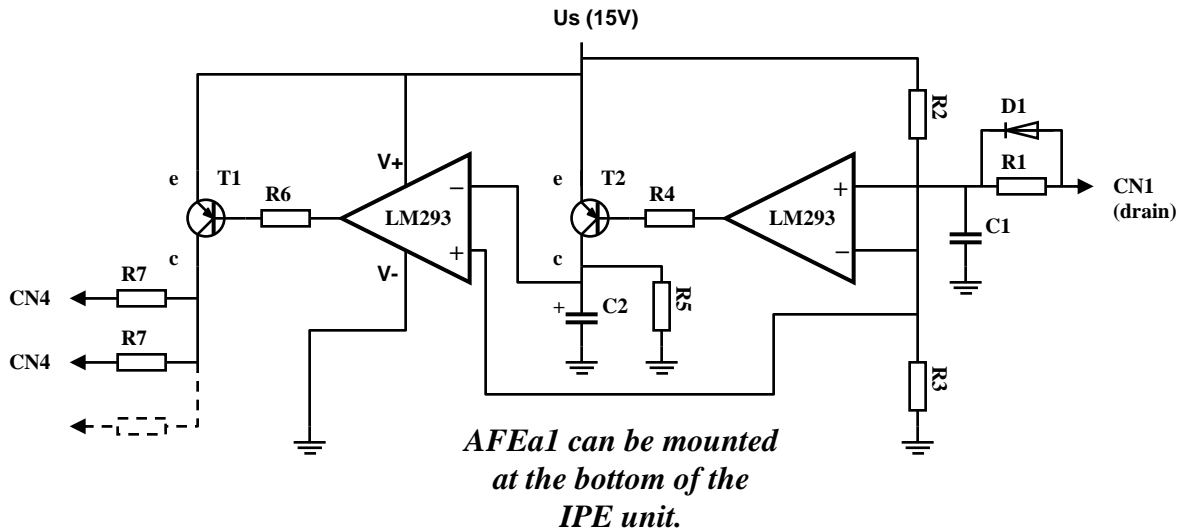 Us (15V)
R2
D1
V+
e
T1
e
T2
R1
R6
−
R4
+
CN1
LM293
LM293
(drain)
C1
+
−
c
V-
c
R7
CN4
+
C2
R5
R7
CN4
R3
AFEa1 can be mounted
at the bottom of the
IPE unit.